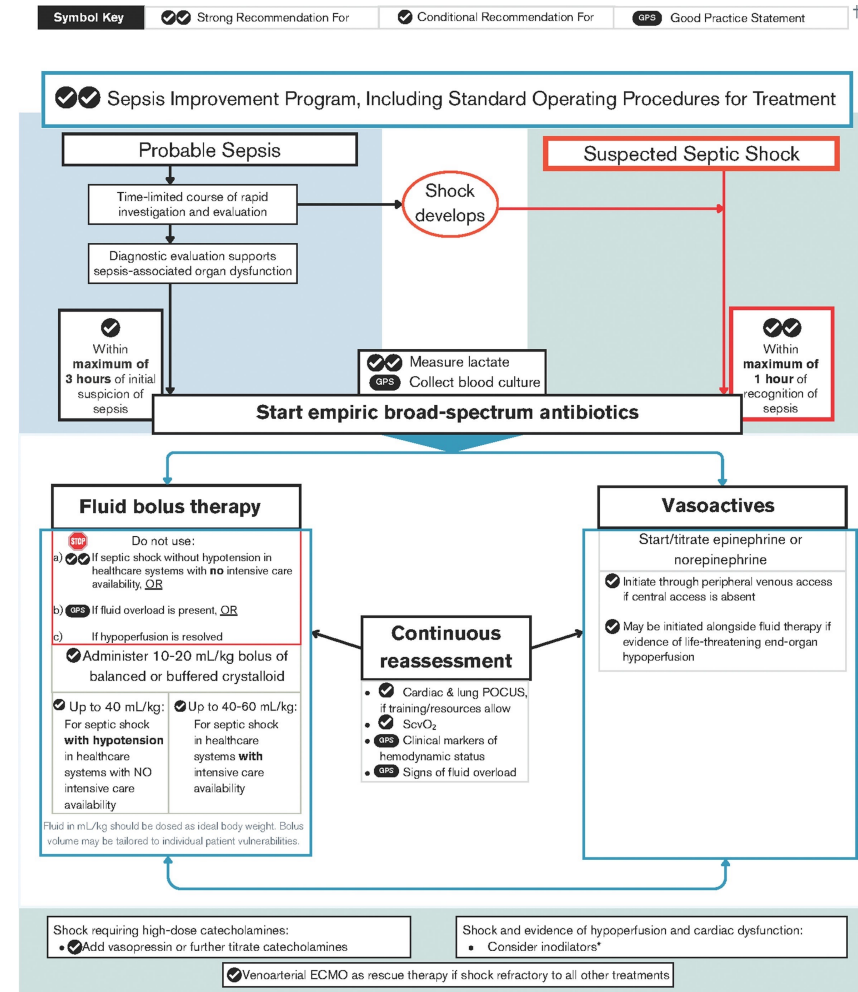 Symbol Key
Strong Recommendation For
Conditional Recommendation For
GPS Good Practice Statement
†
Sepsis Improvement Program, Including Standard Operating Procedures for Treatment
Probable Sepsis
Time-limited course of rapid
investigation and evaluation
Diagnostic evaluation supports
sepsis-associated organ dysfunction
Shock
develops
Suspected Septic Shock
Within
maximum of
3 hours of initial
suspicion of
sepsis
Measure lactate
GPS Collect blood culture
Within
maximum of
1 hour of
recognition of
sepsis
Start empiric broad-spectrum antibiotics
Fluid bolus therapy
STOP
Do not use:
a) If septic shock without hypotension in
healthcare systems with no intensive care
availability, OR
b) GPS If fluid overload is present, OR
c) If hypoperfusion is resolved
Administer 10-20 mL/kg bolus of
balanced or buffered crystalloid
Up to 40 mL/kg:
For septic shock
with hypotension
in healthcare
systems with NO
intensive care
availability
Up to 40-60 mL/kg:
For septic shock
in healthcare
systems with
intensive care
availability
Fluid in mL/kg should be dosed as ideal body weight. Bolus
volume may be tailored to individual patient vulnerabilities.
Continuous
reassessment
• Cardiac & lung POCUS,
if training/resources allow
• ScvO₂
• GPS Clinical markers of
hemodynamic status
• GPS Signs of fluid overload
Vasoactives
Start/titrate epinephrine or
norepinephrine
Initiate through peripheral venous access
if central access is absent
May be initiated alongside fluid therapy if
evidence of life-threatening end-organ
hypoperfusion
Shock requiring high-dose catecholamines:
• Add vasopressin or further titrate catecholamines
Shock and evidence of hypoperfusion and cardiac dysfunction:
• Consider inodilators*
Venoarterial ECMO as rescue therapy if shock refractory to all other treatments